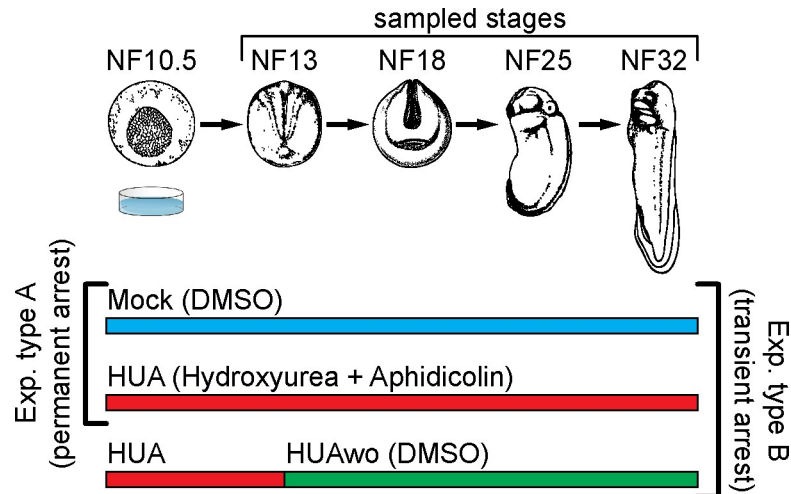 sampled stages
NF10.5 NF13 NF18 NF25 NF32
Exp. type A
(permanent arrest)
Mock (DMSO)
HUA (Hydroxyurea + Aphidicolin)
HUA HUAwo (DMSO)
Exp. type B
(transient arrest)